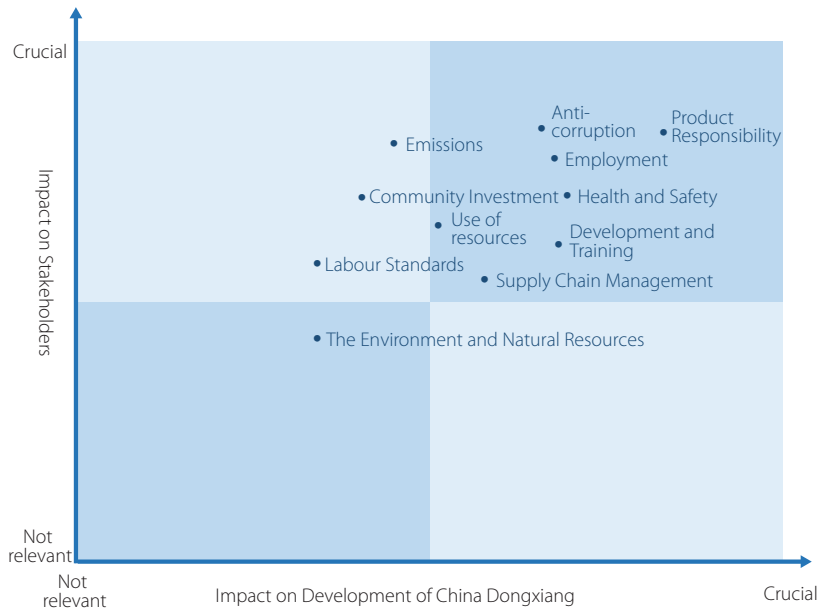 Crucial
Anti-
corruption
Product
Responsibility
Emissions
Employment
Community Investment
Health and Safety
Use of
resources
Development and
Training
Labour Standards
Supply Chain Management
The Environment and Natural Resources
Impact on Stakeholders
Not
relevant
Not
relevant
Impact on Development of China Dongxiang
Crucial